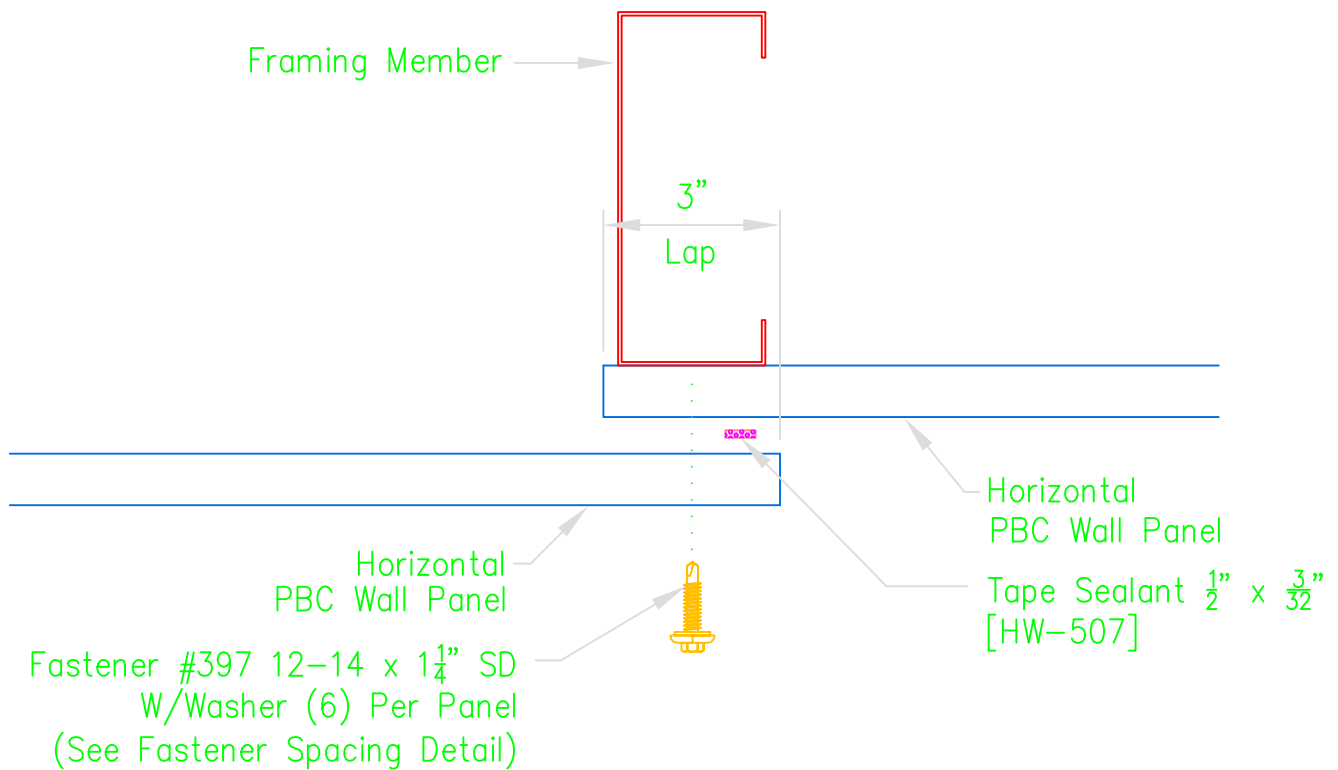 Framing Member
3”
Lap
Horizontal
PBC Wall Panel
Horizontal
PBC Wall Panel
Tape Sealant 1/2” x 3/32”
[HW-507]
Fastener #397 12-14 x 1 1/4” SD
W/Washer (6) Per Panel
(See Fastener Spacing Detail)